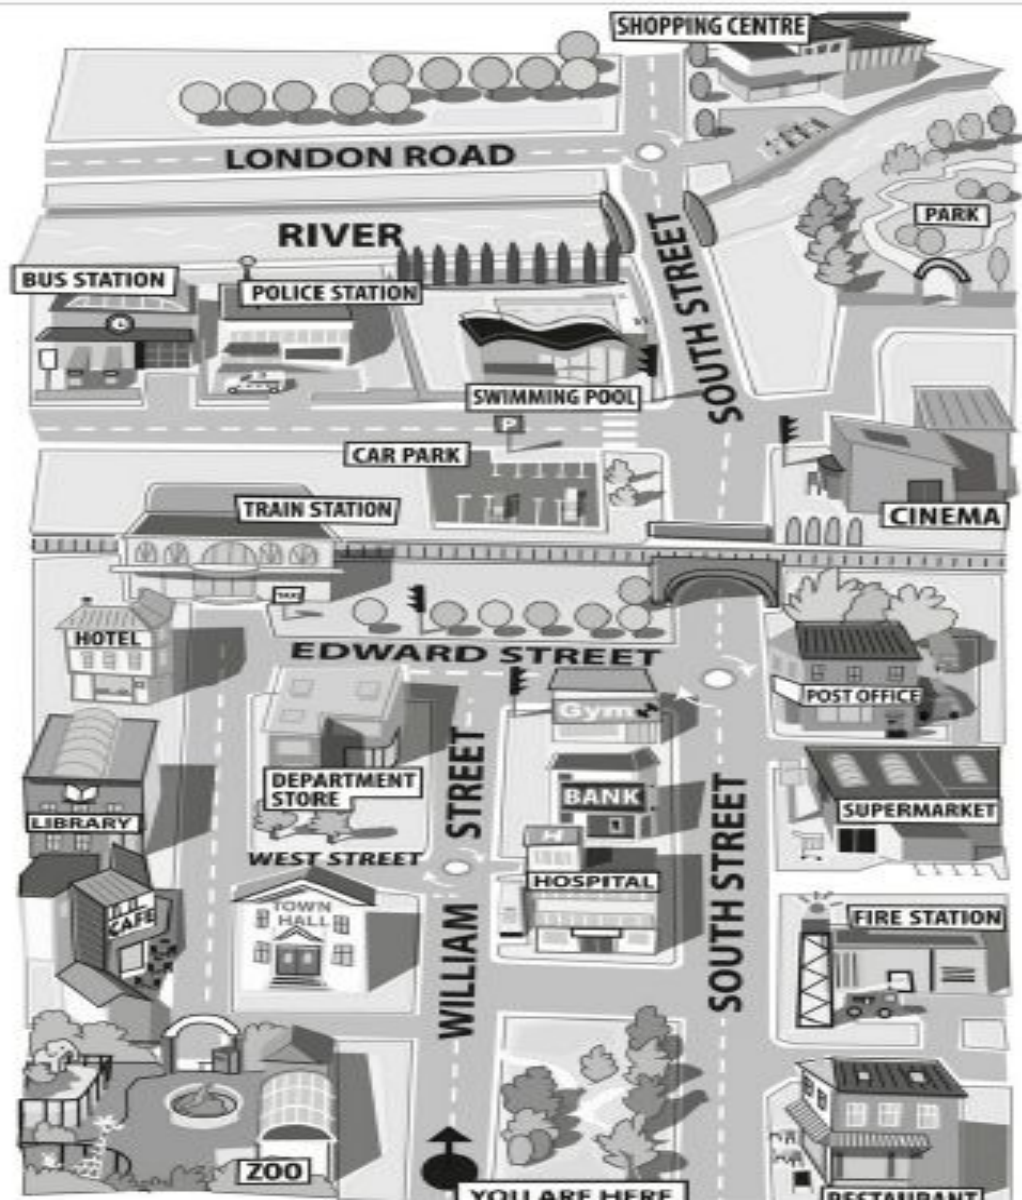 SHOPPING CENTRE
LONDON ROAD
PARK
RIVER
SOUTH STREET
BUS STATION
POLICE STATION
SWIMMING POOL
P
CAR PARK
TRAIN STATION
CINEMA
TAXI
HOTEL
EDWARD STREET
POST OFFICE
Gym
DEPARTMENT
STORE
WILLIAM STREET
BANK
SOUTH STREET
SUPERMARKET
LIBRARY
WEST STREET
H
HOSPITAL
CAFE
TOWN
HALL
FIRE STATION
ZOO
YOU ARE HERE
RESTAURANT